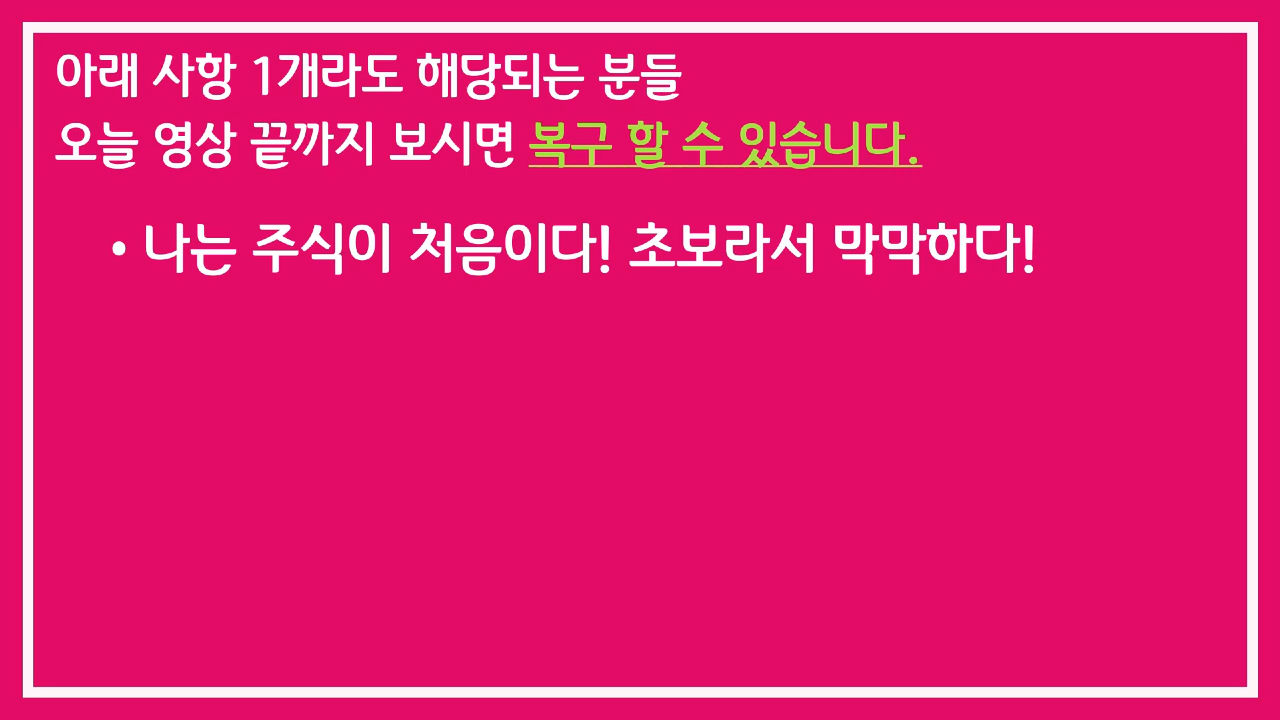 아래 사항 1개라도 해당되는 분들
오늘 영상 끝까지 보시면 복구 할 수 있습니다.
• 나는 주식이 처음이다! 초보라서 막막하다!